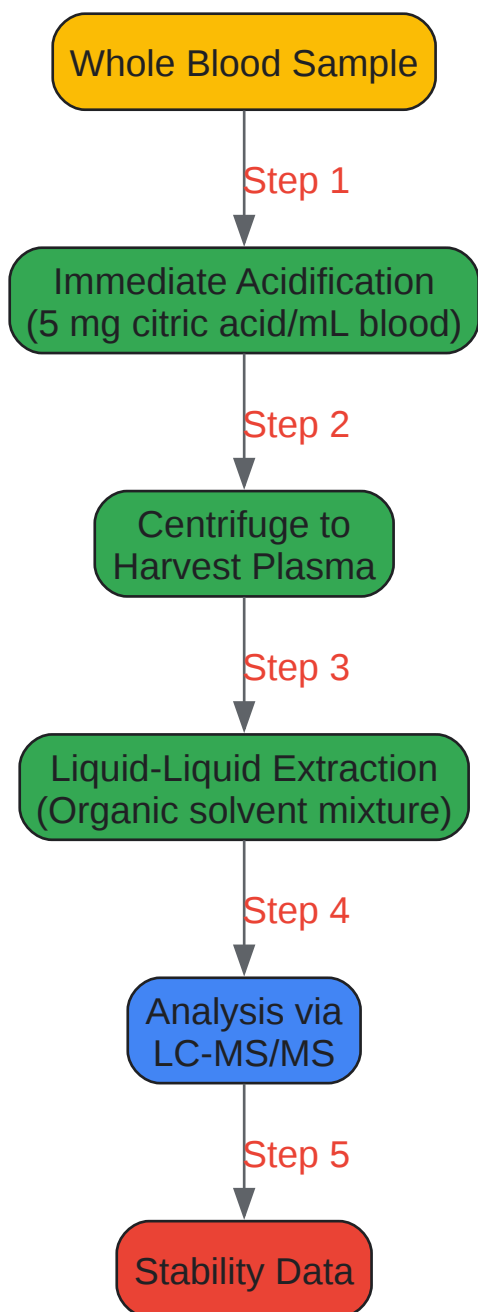 Whole Blood Sample
Step 1
Immediate Acidification
(5 mg citric acid/mL blood)
Step 2
Centrifuge to
Harvest Plasma
Step 3
Liquid-Liquid Extraction
(Organic solvent mixture)
Step 4
Analysis via
LC-MS/MS
Step 5
Stability Data